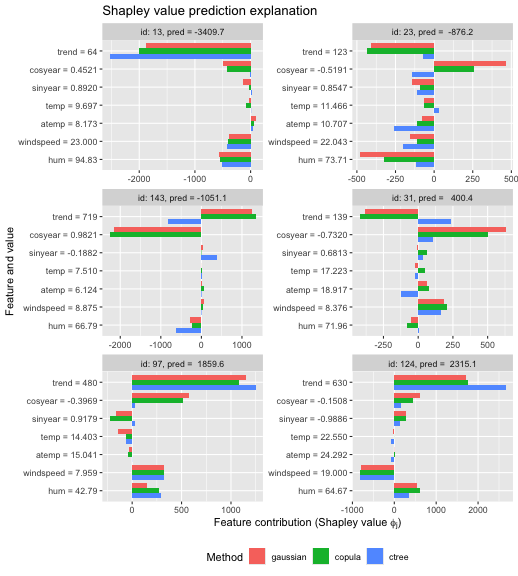 Shapley value prediction explanation
id: 13, pred = -3409.7
id: 23, pred = -876.2
trend = 64
cosyear = 0.4521
sinyear = 0.8920
temp = 9.697
atemp = 8.173
windspeed = 23.000
hum = 94.83
-2000 -1000 0
trend = 123
cosyear = -0.5191
sinyear = 0.8547
temp = 11.466
atemp = 10.707
windspeed = 22.043
hum = 73.71
-500 -250 0 250 500
id: 143, pred = -1051.1
id: 31, pred = 400.4
trend = 719
cosyear = 0.9821
sinyear = -0.1882
temp = 7.510
atemp = 6.124
windspeed = 8.875
hum = 66.79
-2000 -1000 0 1000
trend = 139
cosyear = -0.7320
sinyear = 0.6813
temp = 17.223
atemp = 18.917
windspeed = 8.376
hum = 71.96
-250 0 250 500
id: 97, pred = 1859.6
id: 124, pred = 2315.1
trend = 480
cosyear = -0.3969
sinyear = 0.9179
temp = 14.403
atemp = 15.041
windspeed = 7.959
hum = 42.79
0 500 1000
trend = 630
cosyear = -0.1508
sinyear = -0.9886
temp = 22.550
atemp = 24.292
windspeed = 19.000
hum = 64.67
-1000 0 1000 2000
Feature and value
Feature contribution (Shapley value ϕj)
Method gaussian copula ctree